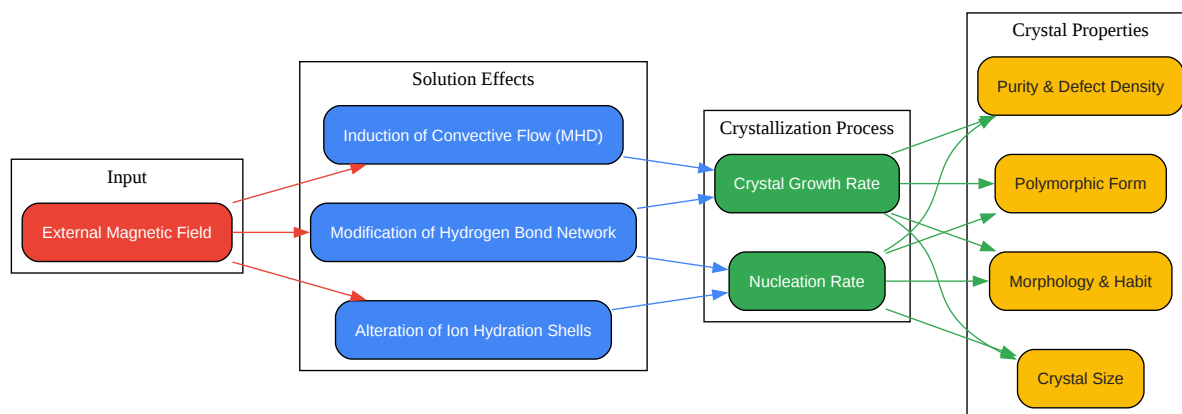 Input
External Magnetic Field
Solution Effects
Induction of Convective Flow (MHD)
Modification of Hydrogen Bond Network
Alteration of Ion Hydration Shells
Crystallization Process
Crystal Growth Rate
Nucleation Rate
Crystal Properties
Purity & Defect Density
Polymorphic Form
Morphology & Habit
Crystal Size